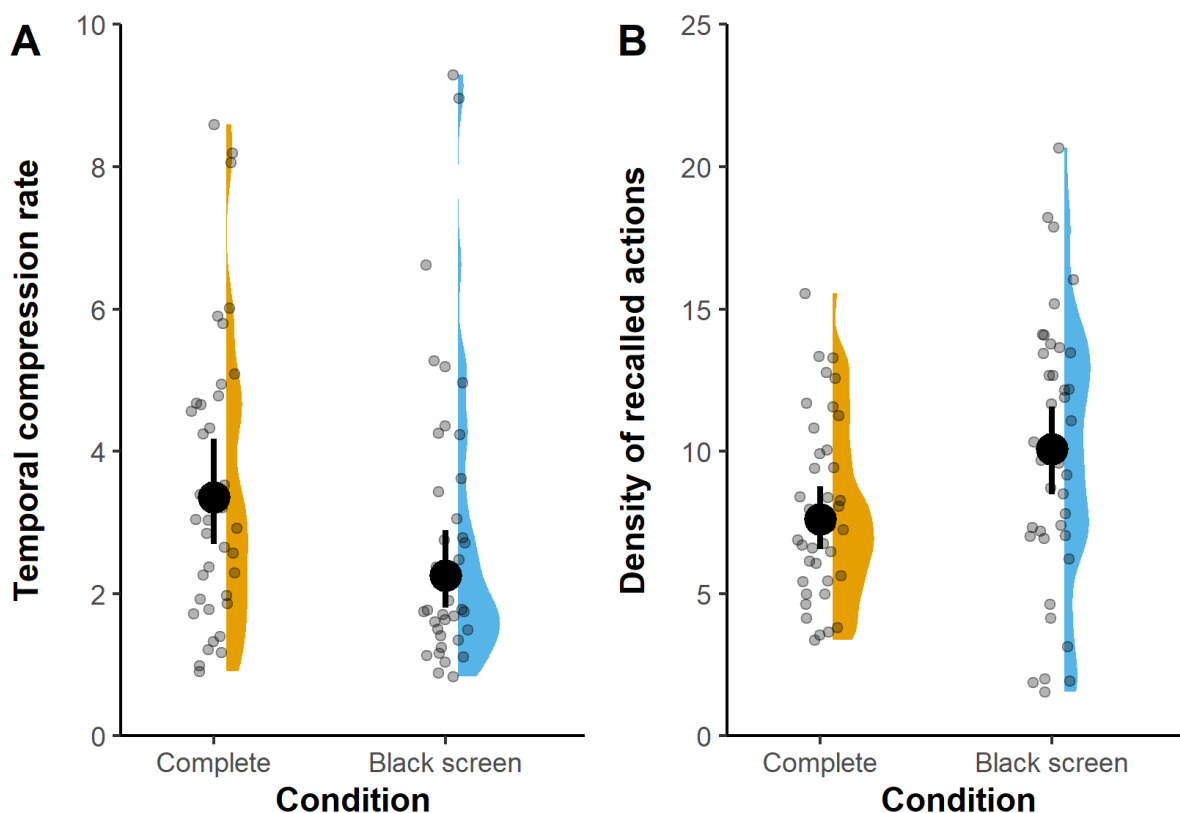 A
Temporal compression rate
10
8
6
4
2
0
Complete
Black screen
Condition
B
Density of recalled actions
25
20
15
10
5
0
Complete
Black screen
Condition